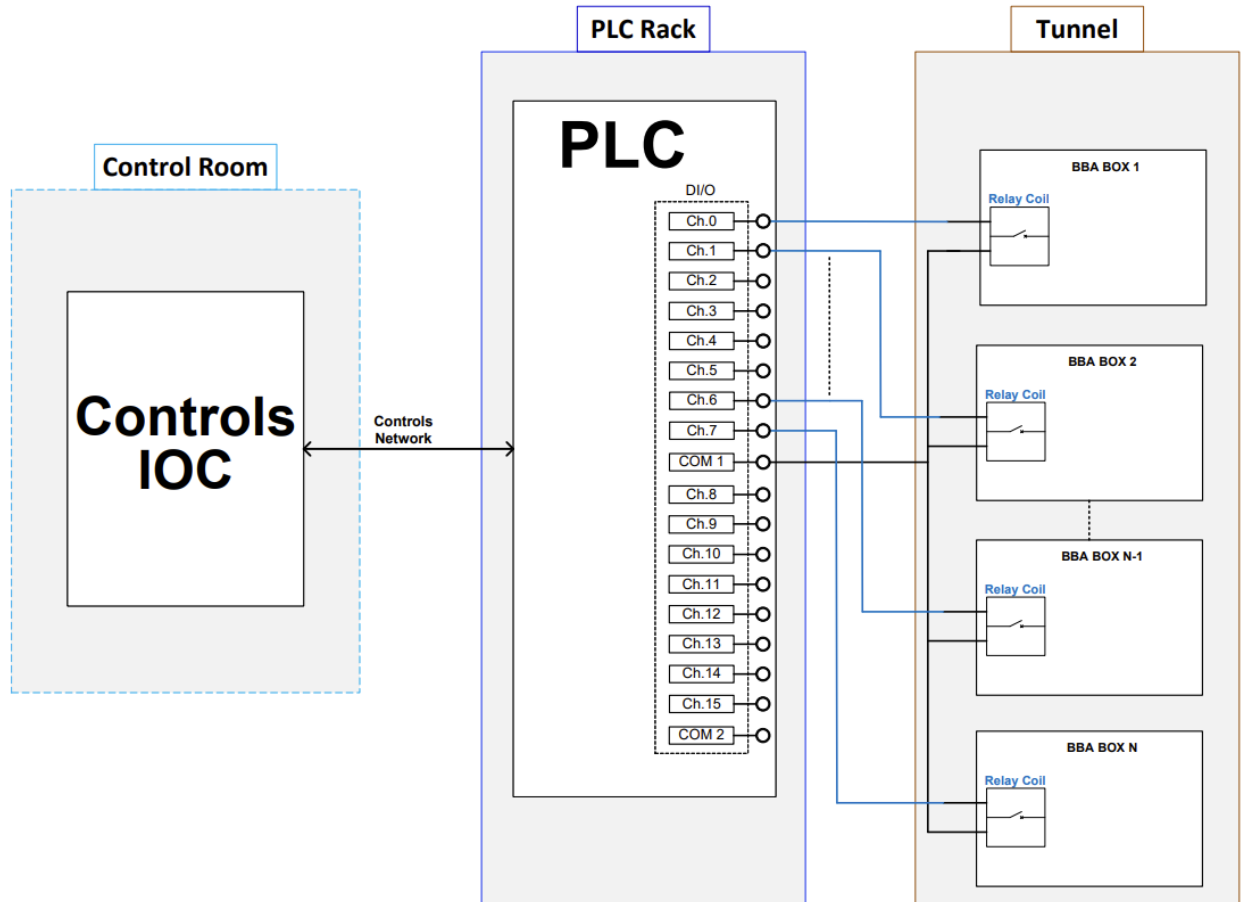 PLC Rack
Tunnel
Control Room
PLC
DI/O
Ch.0
Ch.1
Ch.2
Ch.3
Ch.4
Ch.5
Ch.6
Ch.7
COM 1
Ch.8
Ch.9
Ch.10
Ch.11
Ch.12
Ch.13
Ch.14
Ch.15
COM 2
Controls
IOC
Controls
Network
BBA BOX 1
Relay Coil
BBA BOX 2
Relay Coil
BBA BOX N-1
Relay Coil
BBA BOX N
Relay Coil